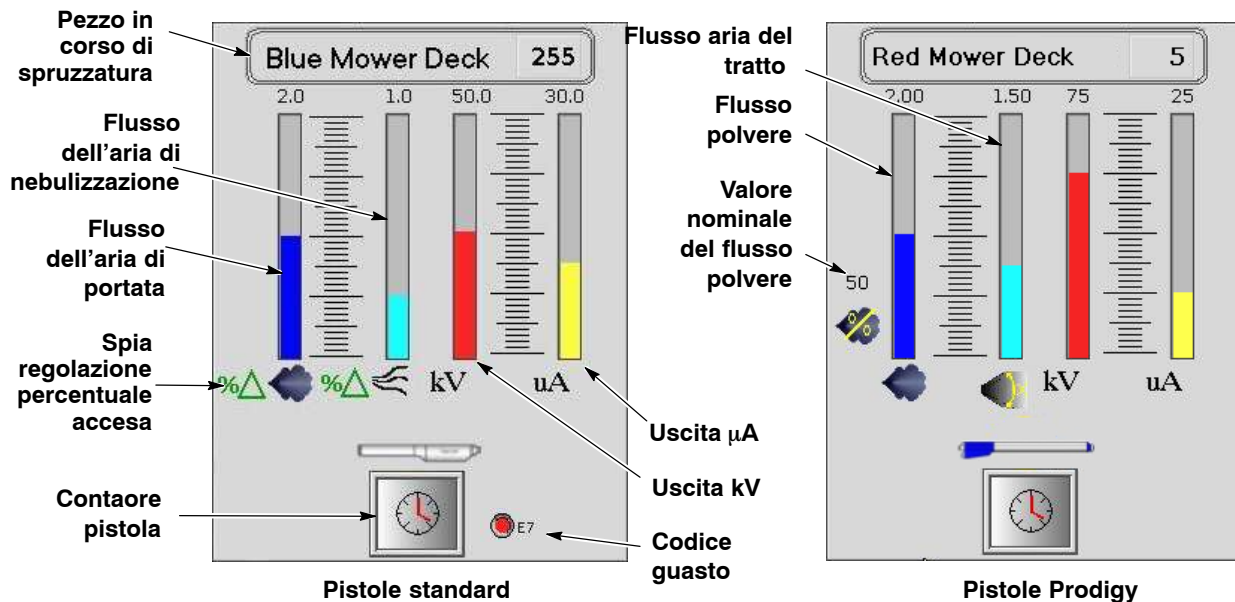 Pezzo in
corso di
spruzzatura
Blue Mower Deck 255
2.0 1.0 50.0 30.0
Flusso
dell'aria di
nebulizzazione
Flusso
dell'aria di
portata
Spia
regolazione
percentuale
accesa
%△ %△ kV uA
Contaore
pistola
E7
Uscita μA
Uscita kV
Codice
guasto
Pistole standard
Flusso aria del
tratto
Flusso
polvere
Valore
nominale
del flusso
polvere
Red Mower Deck 5
2.00 1.50 75 25
50
%
kV uA
Pistole Prodigy